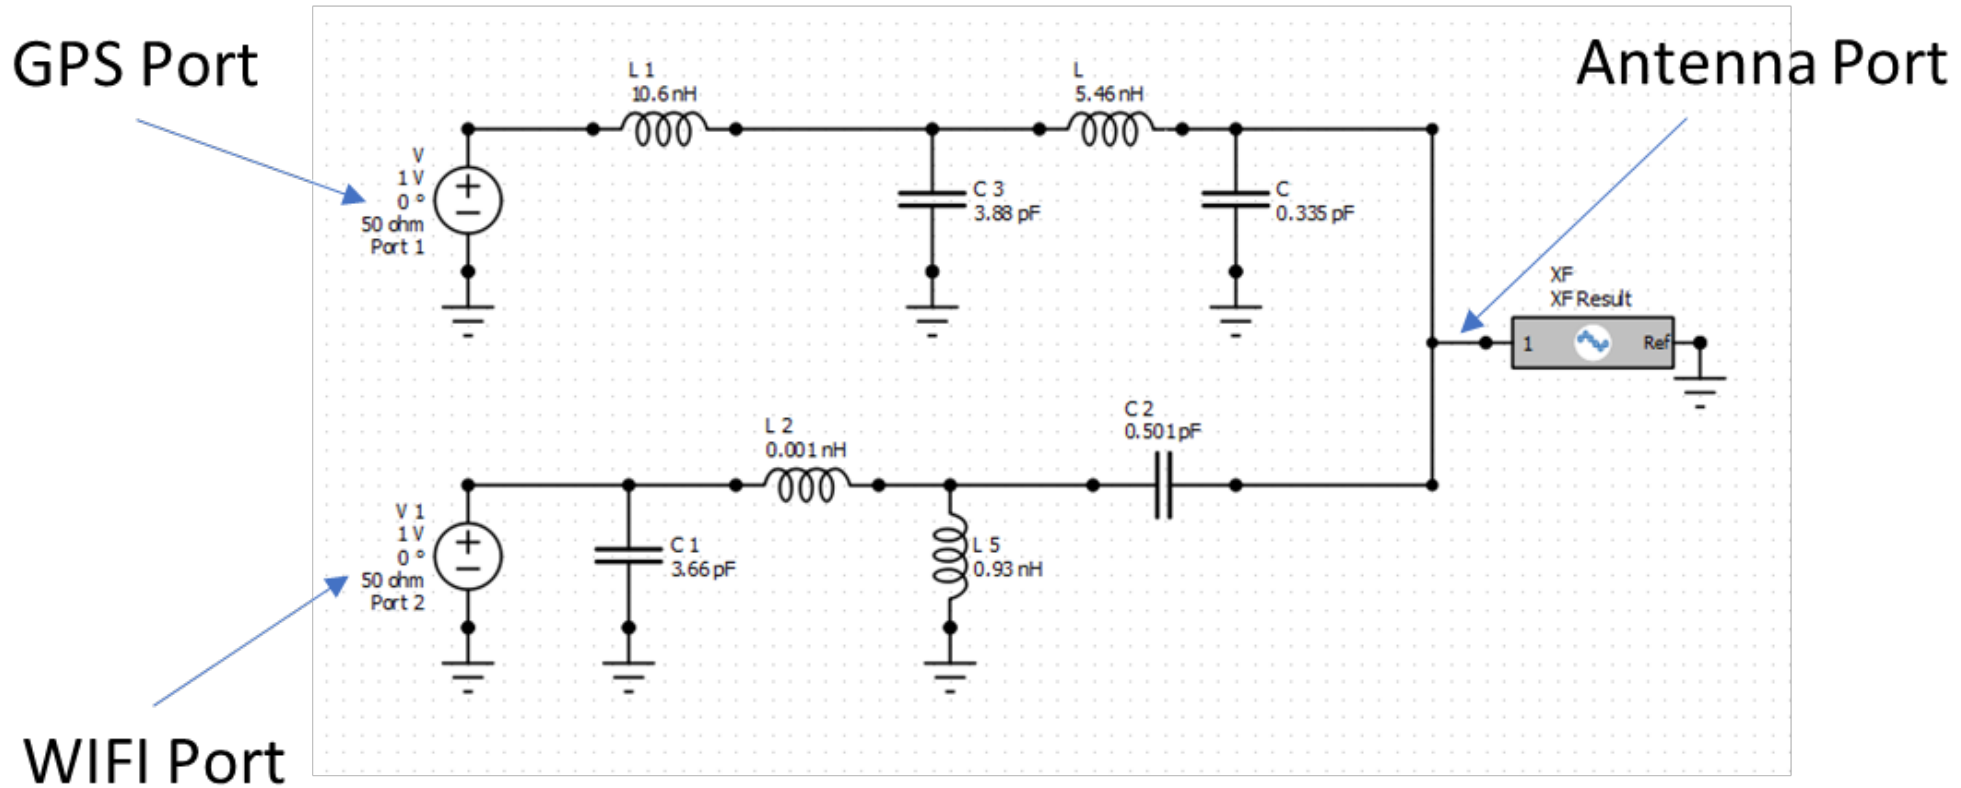 GPS Port
Antenna Port
L 1
10.6 nH
L
5.46 nH
V
1 V
0 °
50 ohm
Port 1
C 3
3.88 pF
C
0.335 pF
XF
XF Result
1
Ref
L 2
0.001 nH
C 2
0.501 pF
V 1
1 V
0 °
50 ohm
Port 2
C 1
3.66 pF
L 5
0.93 nH
WIFI Port